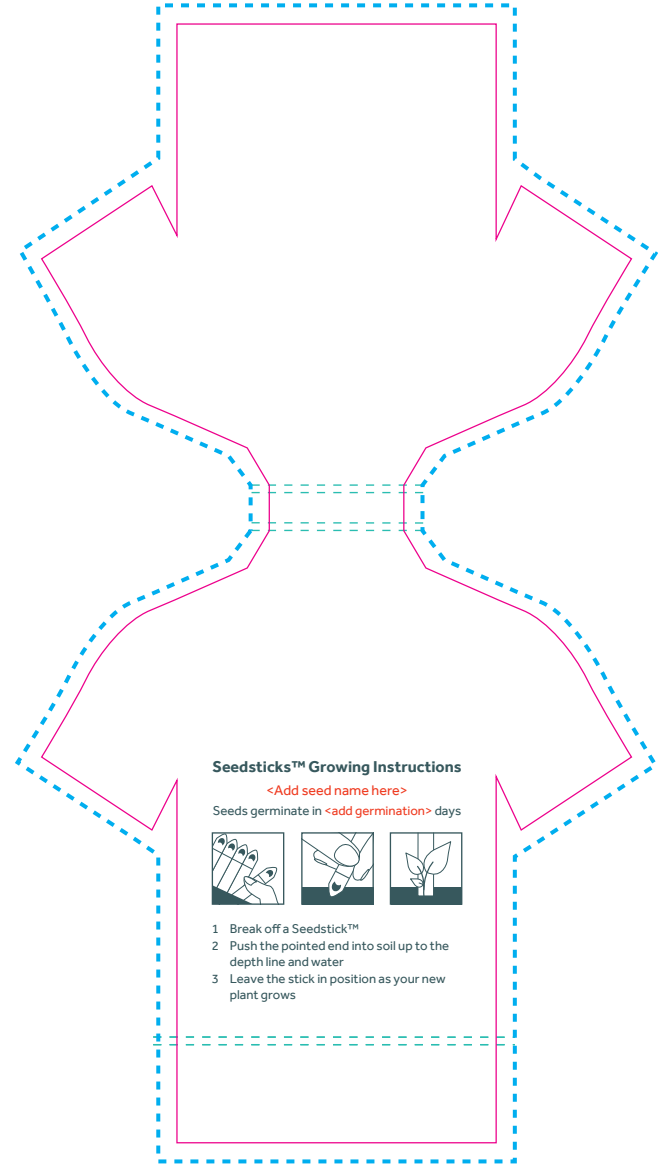 Seedsticks™ Growing Instructions
<Add seed name here>
Seeds germinate in <add germination> days
1 Break off a Seedstick™
2 Push the pointed end into soil up to the
depth line and water
3 Leave the stick in position as your new
plant grows